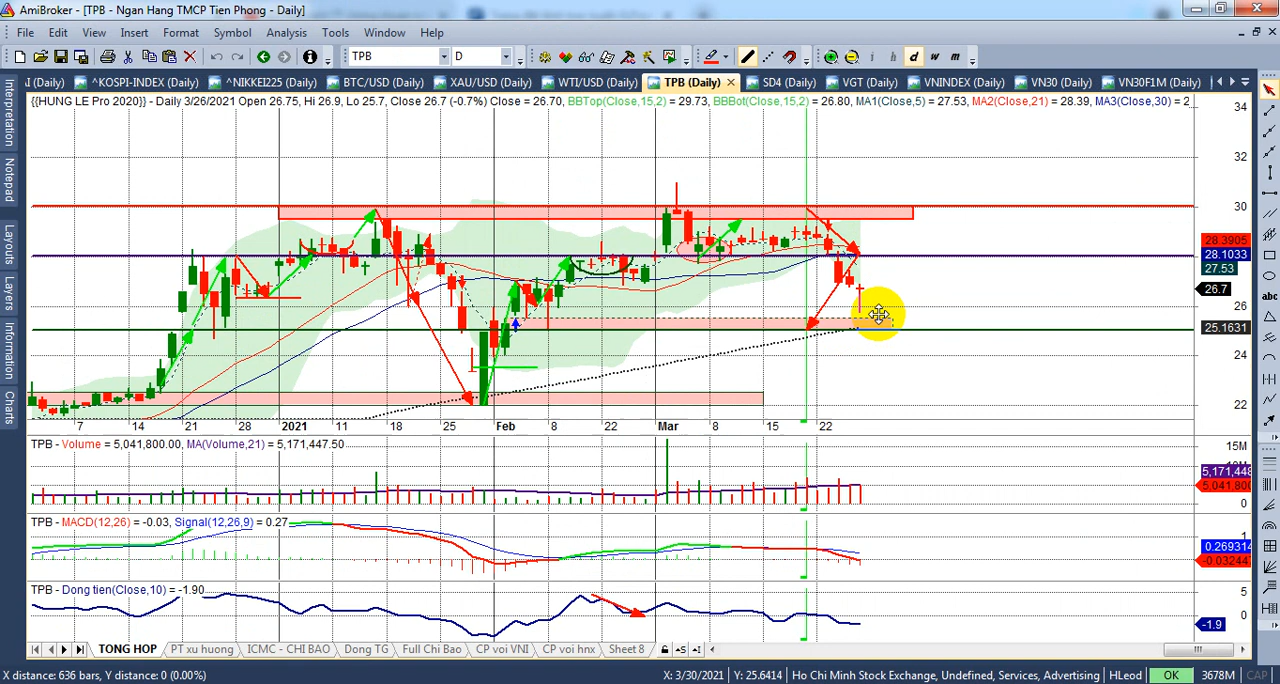 AmiBroker - [TPB - Ngan Hang TMCP Tien Phong - Daily]
File Edit View Insert Format Symbol Analysis Tools Window Help
TPB D i h d w m
(Daily) ^KOSPI-INDEX (Daily) ^NIKKEI225 (Daily) BTC/USD (Daily) XAU/USD (Daily) WTI/USD (Daily) TPB (Daily) SD4 (Daily) VGT (Daily) VNINDEX (Daily) VN30 (Daily) VN30F1M (Daily)
{{HUNG LE Pro 2020}} - Daily 3/26/2021 Open 26.75, Hi 26.9, Lo 25.7, Close 26.7 (-0.7%) Close = 26.70, BBTop(Close,15,2) = 29.73, BBBot(Close,15,2) = 26.80, MA1(Close,5) = 27.53, MA2(Close,21) = 28.39, MA3(Close,30) = 2
Interpretation
Notepad
Layouts
Layers
Information
Charts
abc
34
32
30
28.3905
28.1033
27.53
26.7
26
25.1631
24
22
7 14 21 28 2021 11 18 25 Feb 8 22 Mar 8 15 22
TPB - Volume = 5,041,800.00, MA(Volume,21) = 5,171,447.50
15M
5,171,448
5,041,800
0
TPB - MACD(12,26) = -0.03, Signal(12,26,9) = 0.27
1
0.269314
-0.03244
TPB - Dong tien(Close,10) = -1.90
5
0
-1.9
TONG HOP PT xu huong ICMC - CHI BAO Dong TG Full Chi Bao CP voi VNI CP voi hnx Sheet 8
X distance: 636 bars, Y distance: 0 (0.00%) X: 3/30/2021 Y: 25.6414 Ho Chi Minh Stock Exchange, Undefined, Services, Advertising HLeod OK 3678M CAP